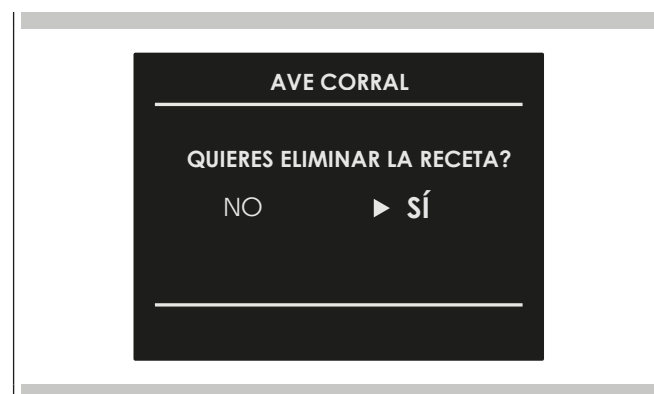 AVE CORRAL
QUIERES ELIMINAR LA RECETA?
NO ▶ SÍ